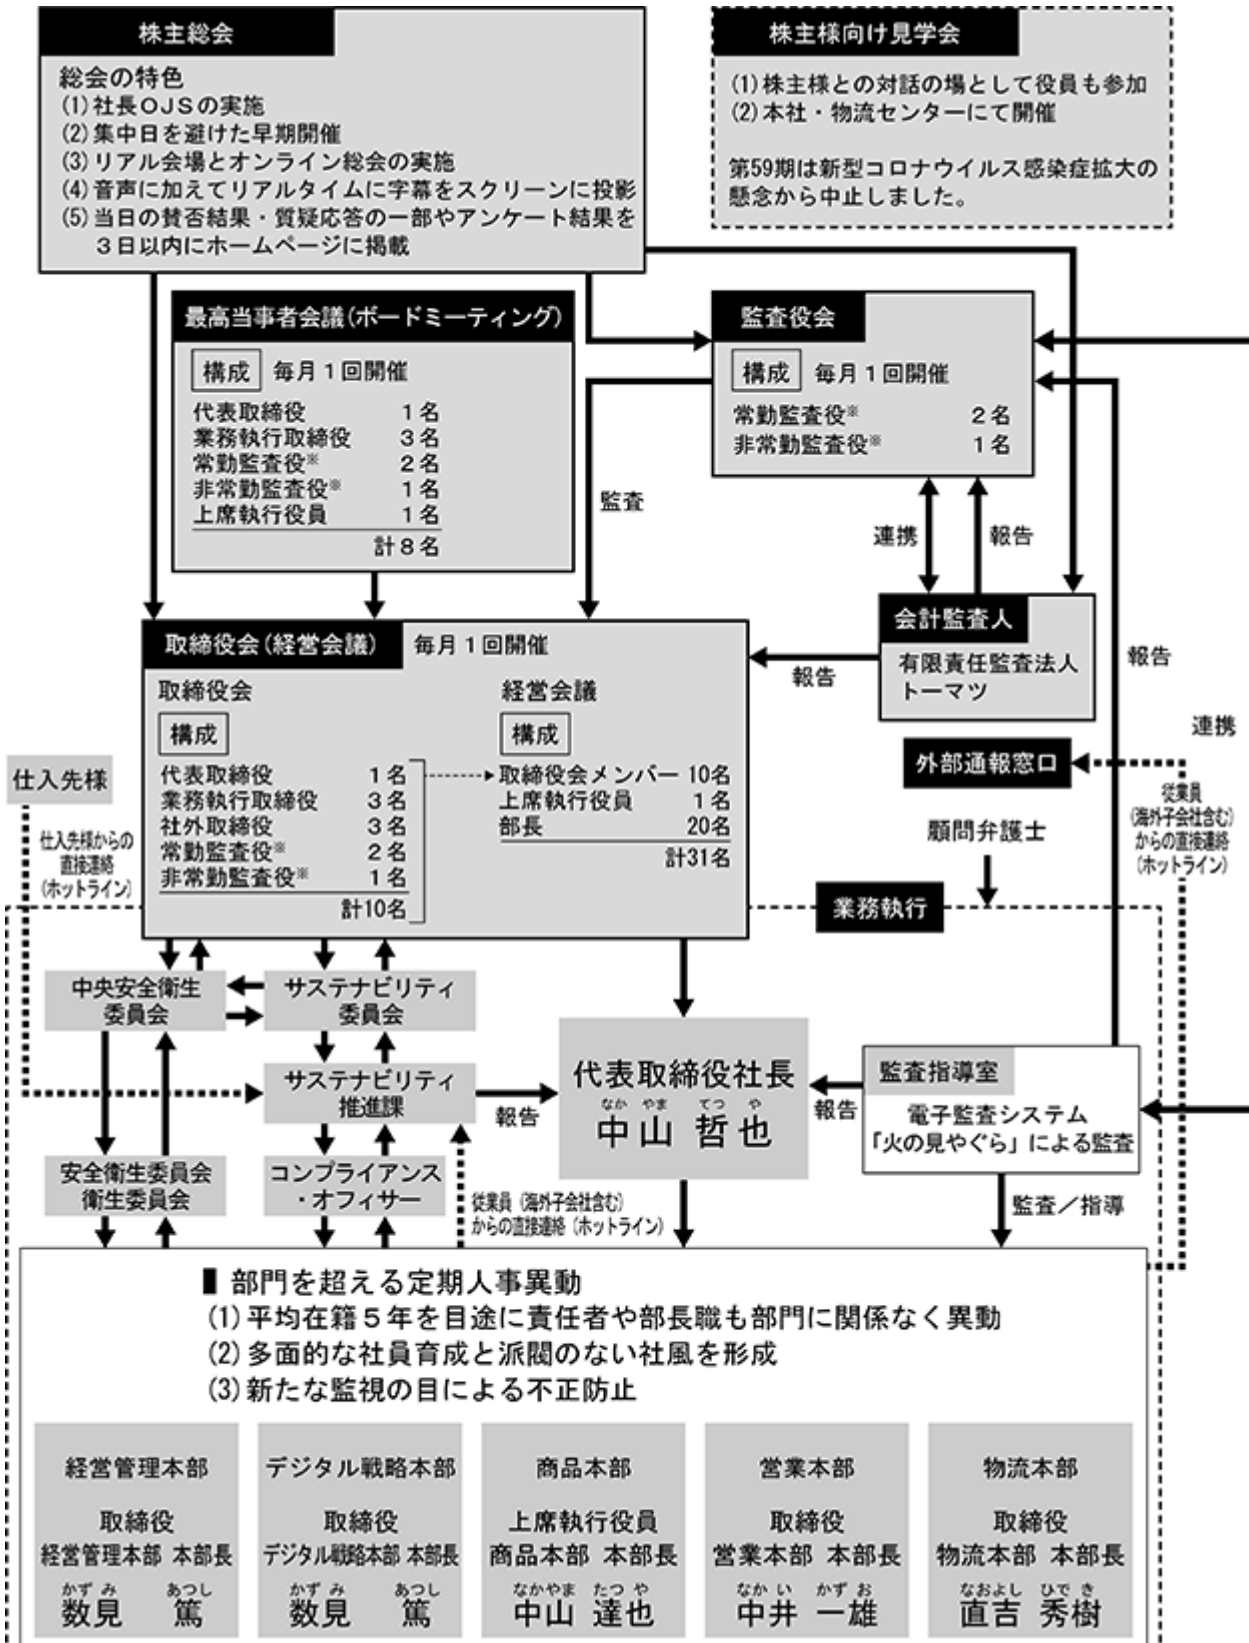 株主総会
総会の特色
(1)社長OJSの実施
(2)集中日を避けた早期開催
(3)リアル会場とオンライン総会の実施
(4)音声に加えてリアルタイムに字幕をスクリーンに投影
(5)当日の賛否結果・質疑応答の一部やアンケート結果を
3日以内にホームページに掲載
株主様向け見学会
(1)株主様との対話の場として役員も参加
(2)本社・物流センターにて開催
第59期は新型コロナウイルス感染症拡大の
懸念から中止しました。
最高当事者会議(ボードミーティング)
構成 毎月1回開催
代表取締役 1名
業務執行取締役 3名
常勤監査役※ 2名
非常勤監査役※ 1名
上席執行役員 1名
計8名
監査役会
構成 毎月1回開催
常勤監査役※ 2名
非常勤監査役※ 1名
監査
連携
報告
会計監査人
有限責任監査法人
トーマツ
報告
報告
連携
取締役会(経営会議) 毎月1回開催
取締役会
構成
代表取締役 1名
業務執行取締役 3名
社外取締役 3名
常勤監査役※ 2名
非常勤監査役※ 1名
計10名
経営会議
構成
取締役会メンバー 10名
上席執行役員 1名
部長 20名
計31名
仕入先様
仕入先様からの
直接連絡
(ホットライン)
外部通報窓口
従業員
(海外子会社含む)
からの直接連絡
(ホットライン)
顧問弁護士
業務執行
中央安全衛生
委員会
サステナビリティ
委員会
サステナビリティ
推進課
報告
代表取締役社長
なか やま てつ や
中山 哲也
報告
監査指導室
電子監査システム
「火の見やぐら」による監査
安全衛生委員会
衛生委員会
コンプライアンス
・オフィサー
従業員(海外子会社含む)
からの直接連絡(ホットライン)
監査/指導
■ 部門を超える定期人事異動
(1)平均在籍5年を目途に責任者や部長職も部門に関係なく異動
(2)多面的な社員育成と派閥のない社風を形成
(3)新たな監視の目による不正防止
経営管理本部
取締役
経営管理本部 本部長
かずみ あつし
数見 篤
デジタル戦略本部
取締役
デジタル戦略本部 本部長
かずみ あつし
数見 篤
商品本部
上席執行役員
商品本部 本部長
なかやま たつや
中山 達也
営業本部
取締役
営業本部 本部長
なかい かずお
中井 一雄
物流本部
取締役
物流本部 本部長
なおよし ひでき
直吉 秀樹